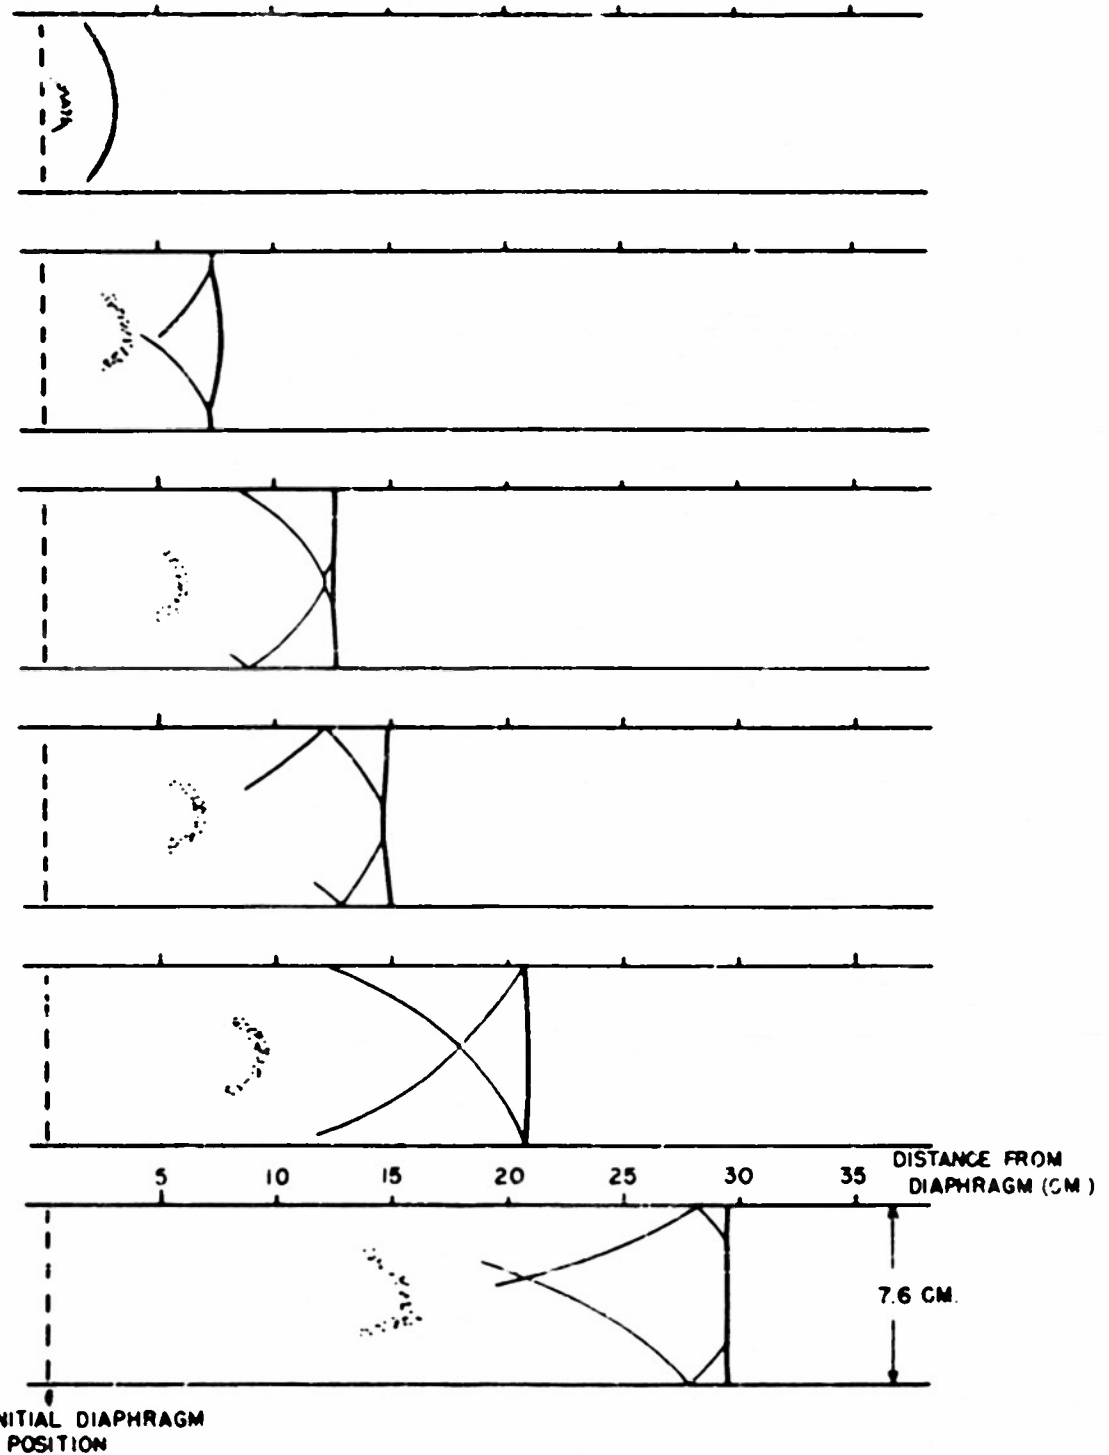 DISTANCE FROM
5 10 15 20 25 30 35
DIAPHRAGM (CM)
7.6 CM.
NITIAL DIAPHRAGM
POSITION